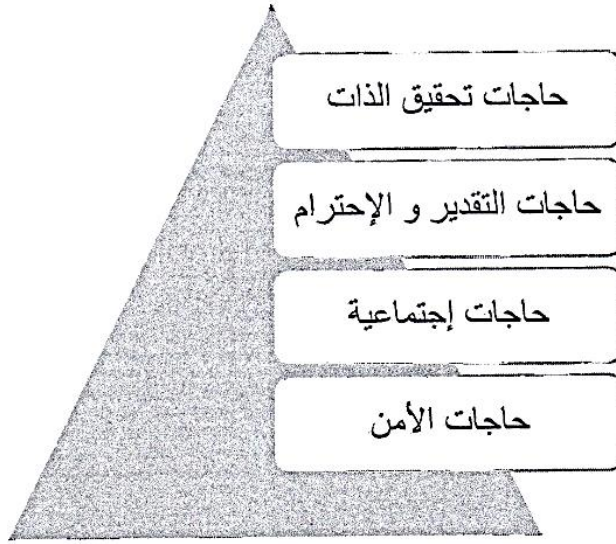 حاجات تحقيق الذات
حاجات التقدير و الإحترام
حاجات إجتماعية
حاجات الأمن